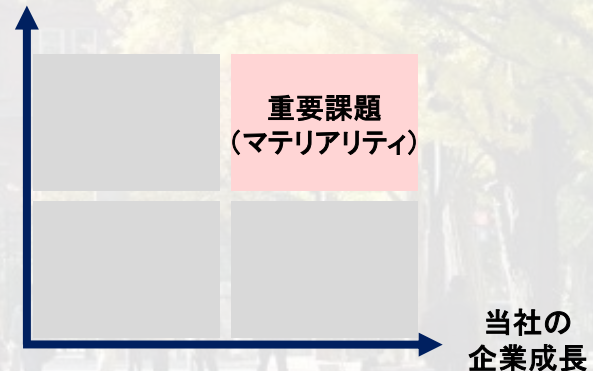 重要課題
（マテリアリティ）
当社の
企業成長